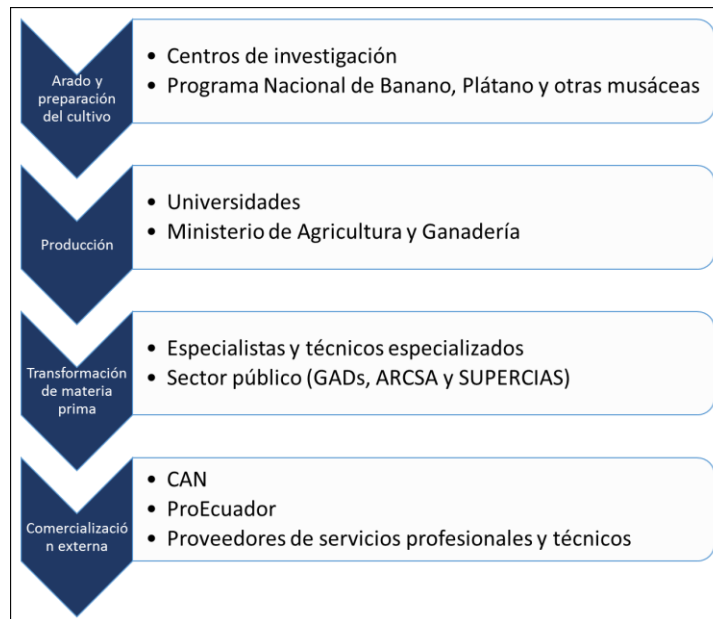 Arado y
preparación
del cultivo
• Centros de investigación
• Programa Nacional de Banano, Plátano y otras musáceas
Producción
• Universidades
• Ministerio de Agricultura y Ganadería
Transformación
de materia
prima
• Especialistas y técnicos especializados
• Sector público (GADs, ARCSA y SUPERCIAS)
Comercializació
n externa
• CAN
• ProEcuador
• Proveedores de servicios profesionales y técnicos